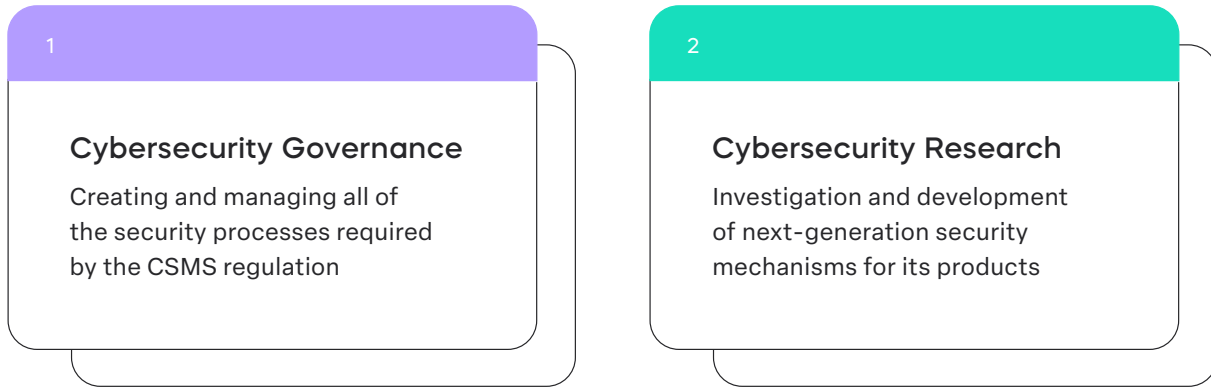 1
Cybersecurity Governance
Creating and managing all of
the security processes required
by the CSMS regulation
2
Cybersecurity Research
Investigation and development
of next-generation security
mechanisms for its products